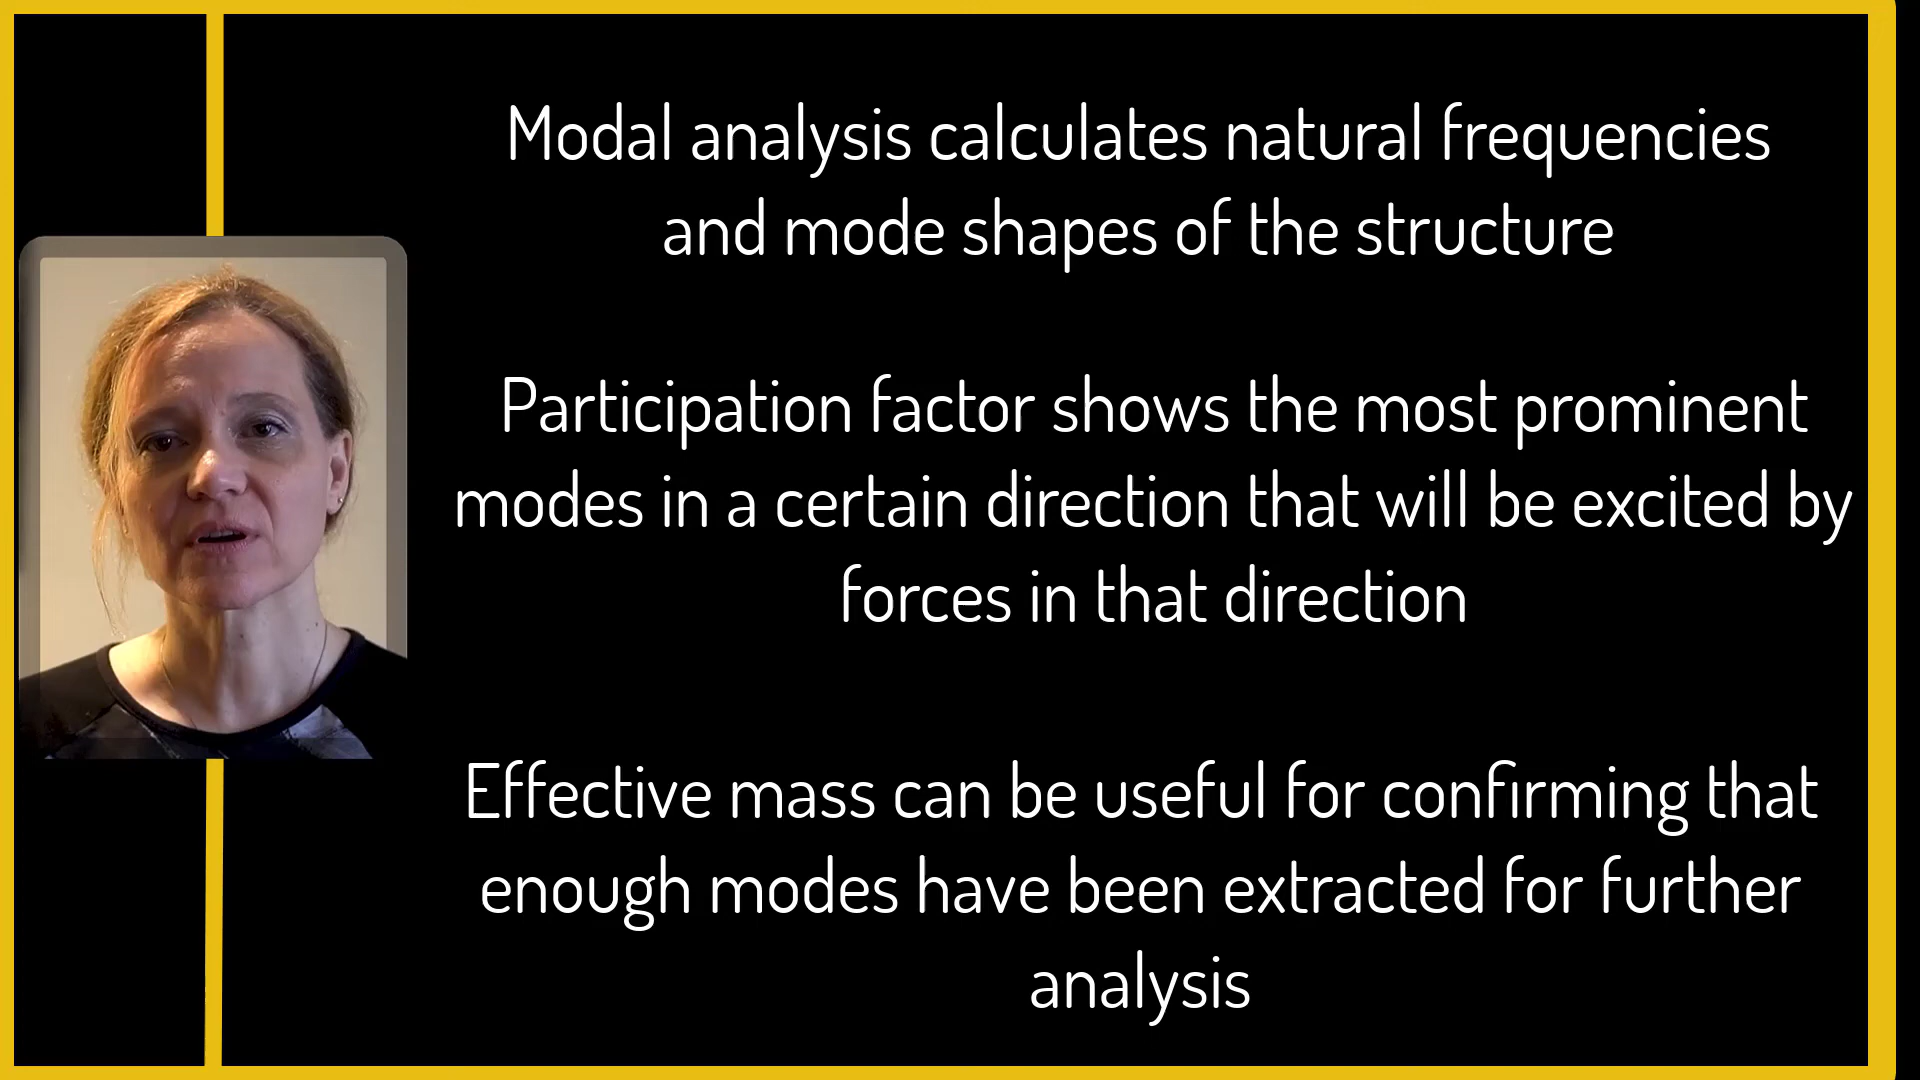 Modal analysis calculates natural frequencies
and mode shapes of the structure
Participation factor shows the most prominent
modes in a certain direction that will be excited by
forces in that direction
Effective mass can be useful for confirming that
enough modes have been extracted for further
analysis